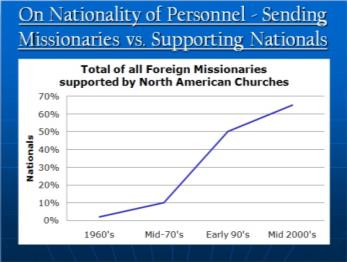 On Nationality of Personnel - Sending
Missionaries vs. Supporting Nationals
Total of all Foreign Missionaries
supported by North American Churches
70%
60%
50%
40%
30%
20%
10%
0%
Nationals
1960's Mid-70's Early 90's Mid 2000's